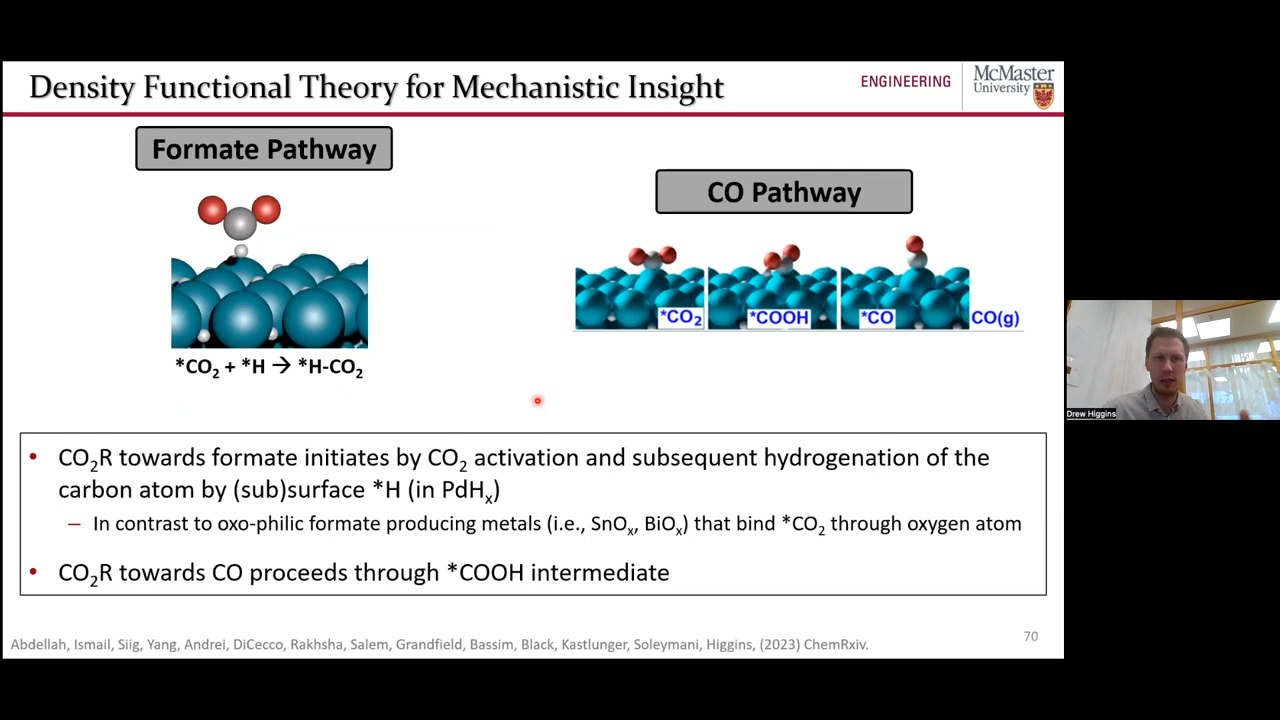 Density Functional Theory for Mechanistic Insight
ENGINEERING
McMaster
University
Formate Pathway
CO Pathway
*CO₂
*COOH
*CO
CO(g)
*CO₂ + *H → *H-CO₂
• CO₂R towards formate initiates by CO₂ activation and subsequent hydrogenation of the
carbon atom by (sub)surface *H (in PdHₓ)
– In contrast to oxo-philic formate producing metals (i.e., SnOₓ, BiOₓ) that bind *CO₂ through oxygen atom
• CO₂R towards CO proceeds through *COOH intermediate
Abdellah, Ismail, Siig, Yang, Andrei, DiCecco, Rakhsha, Salem, Grandfield, Bassim, Black, Kastlunger, Soleymani, Higgins, (2023) ChemRxiv.
70
Drew Higgins